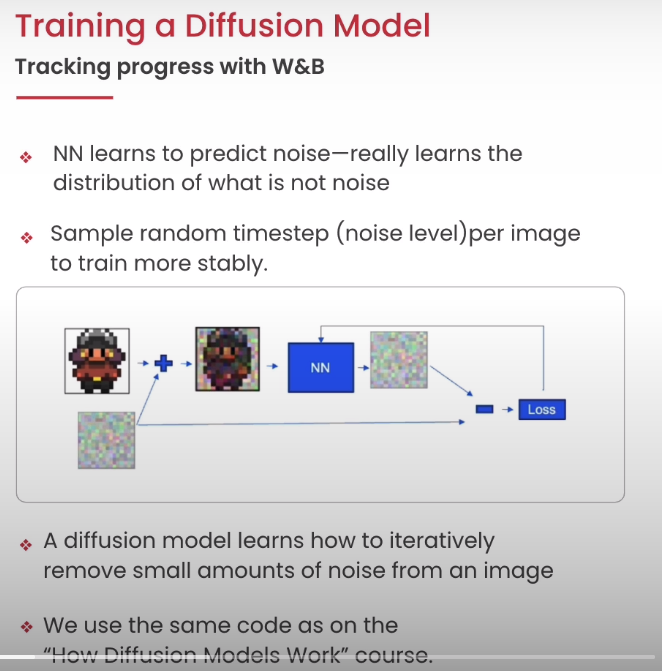 Training a Diffusion Model
Tracking progress with W&B
❖ NN learns to predict noise—really learns the
distribution of what is not noise
❖ Sample random timestep (noise level)per image
to train more stably.
NN
Loss
❖ A diffusion model learns how to iteratively
remove small amounts of noise from an image
❖ We use the same code as on the
“How Diffusion Models Work” course.